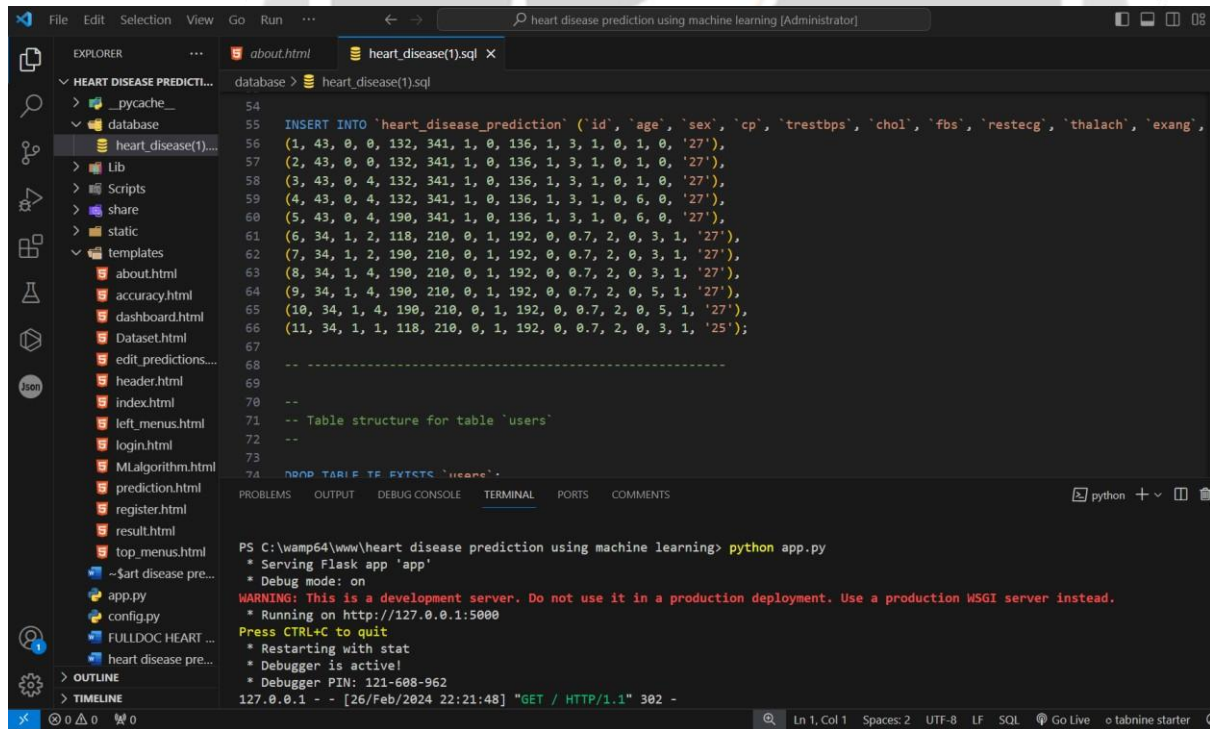 File Edit Selection View Go Run ... heart disease prediction using machine learning [Administrator]
EXPLORER ...
HEART DISEASE PREDICTI...
__pycache__
database
heart_disease(1)....
Lib
Scripts
share
static
templates
about.html
accuracy.html
dashboard.html
Dataset.html
edit_predictions....
header.html
index.html
left_menus.html
login.html
MLalgorithm.html
prediction.html
register.html
result.html
top_menus.html
~$art disease pre...
app.py
config.py
FULLDOC HEART ...
heart disease pre...
OUTLINE
TIMELINE
Json
1
about.html heart_disease(1).sql
database > heart_disease(1).sql
54
55 INSERT INTO `heart_disease_prediction` (`id`, `age`, `sex`, `cp`, `trestbps`, `chol`, `fbs`, `restecg`, `thalach`, `exang`,
56 (1, 43, 0, 0, 132, 341, 1, 0, 136, 1, 3, 1, 0, 1, 0, '27'),
57 (2, 43, 0, 0, 132, 341, 1, 0, 136, 1, 3, 1, 0, 1, 0, '27'),
58 (3, 43, 0, 4, 132, 341, 1, 0, 136, 1, 3, 1, 0, 1, 0, '27'),
59 (4, 43, 0, 4, 132, 341, 1, 0, 136, 1, 3, 1, 0, 6, 0, '27'),
60 (5, 43, 0, 4, 190, 341, 1, 0, 136, 1, 3, 1, 0, 6, 0, '27'),
61 (6, 34, 1, 2, 118, 210, 0, 1, 192, 0, 0.7, 2, 0, 3, 1, '27'),
62 (7, 34, 1, 2, 190, 210, 0, 1, 192, 0, 0.7, 2, 0, 3, 1, '27'),
63 (8, 34, 1, 4, 190, 210, 0, 1, 192, 0, 0.7, 2, 0, 3, 1, '27'),
64 (9, 34, 1, 4, 190, 210, 0, 1, 192, 0, 0.7, 2, 0, 5, 1, '27'),
65 (10, 34, 1, 4, 190, 210, 0, 1, 192, 0, 0.7, 2, 0, 5, 1, '27'),
66 (11, 34, 1, 1, 118, 210, 0, 1, 192, 0, 0.7, 2, 0, 3, 1, '25');
67
68 -- --------------------------------------------------------
69
70 --
71 -- Table structure for table `users`
72 --
73
74 DROP TABLE IF EXISTS `users`;
PROBLEMS OUTPUT DEBUG CONSOLE TERMINAL PORTS COMMENTS python
PS C:\wamp64\www\heart disease prediction using machine learning> python app.py
* Serving Flask app 'app'
* Debug mode: on
WARNING: This is a development server. Do not use it in a production deployment. Use a production WSGI server instead.
* Running on http://127.0.0.1:5000
Press CTRL+C to quit
* Restarting with stat
* Debugger is active!
* Debugger PIN: 121-608-962
127.0.0.1 - - [26/Feb/2024 22:21:48] "GET / HTTP/1.1" 302 -
0 0 0 Ln 1, Col 1 Spaces: 2 UTF-8 LF SQL Go Live tabnine starter